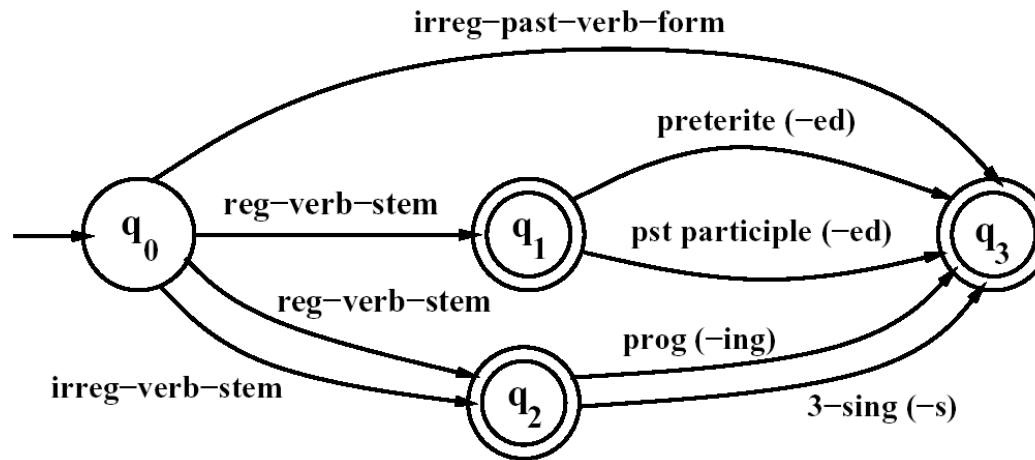 irreg-past-verb-form
preterite (-ed)
reg-verb-stem
q0
q1
pst participle (-ed)
q3
reg-verb-stem
prog (-ing)
irreg-verb-stem
q2
3-sing (-s)